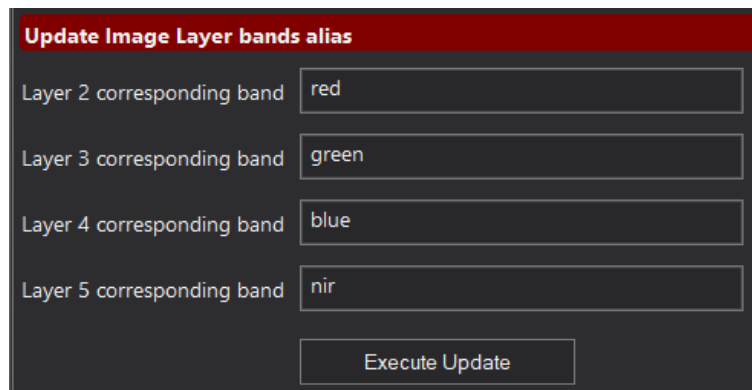 Update Image Layer bands alias
Layer 2 corresponding band red
Layer 3 corresponding band green
Layer 4 corresponding band blue
Layer 5 corresponding band nir
Execute Update